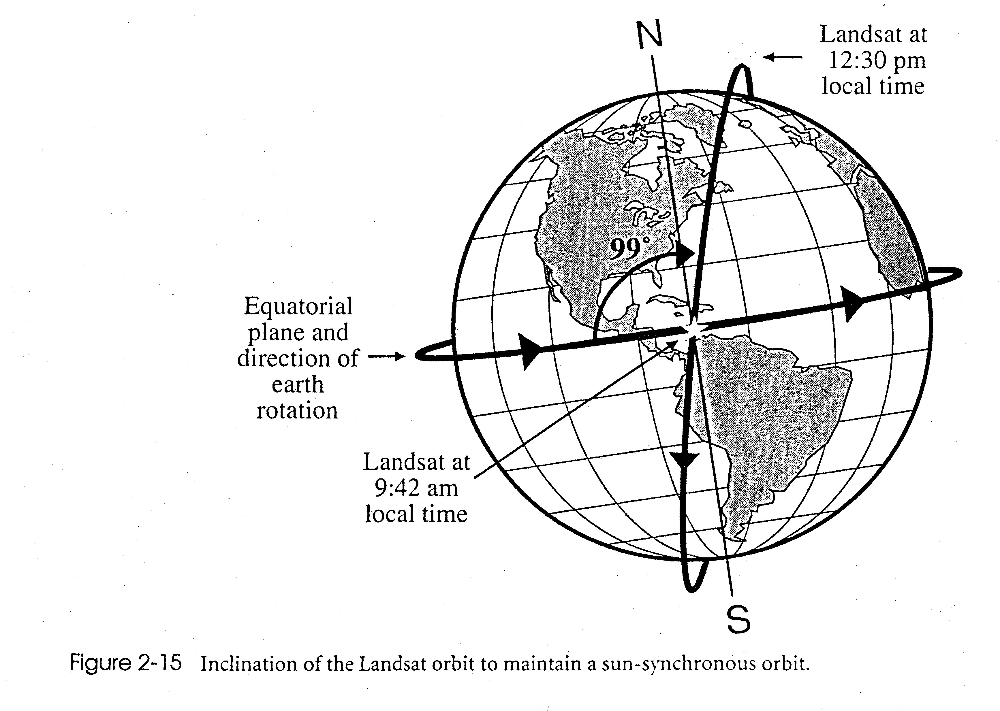 N
Landsat at
12:30 pm
local time
99°
Equatorial
plane and
direction of
earth
rotation
Landsat at
9:42 am
local time
S
Figure 2-15 Inclination of the Landsat orbit to maintain a sun-synchronous orbit.